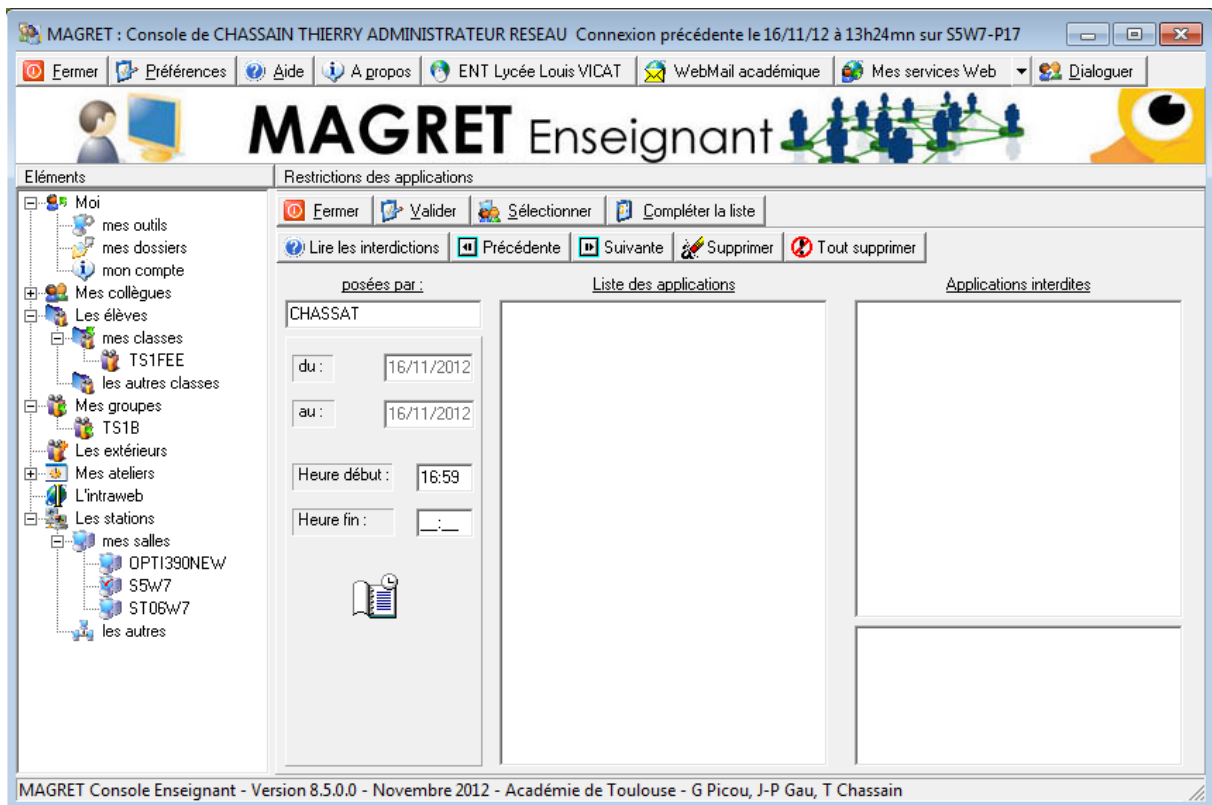 MAGRET : Console de CHASSAIN THIERRY ADMINISTRATEUR RESEAU Connexion précédente le 16/11/12 à 13h24mn sur S5W7-P17
Fermer Préférences Aide A propos ENT Lycée Louis VICAT WebMail académique Mes services Web Dialoguer
MAGRET Enseignant
Eléments
Restrictions des applications
Moi
mes outils
mes dossiers
mon compte
Mes collègues
Les élèves
mes classes
TS1FEE
les autres classes
Mes groupes
TS1B
Les extérieurs
Mes ateliers
L'intraweb
Les stations
mes salles
OPTI390NEW
S5W7
ST06W7
les autres
Fermer Valider Sélectionner Compléter la liste
Lire les interdictions Précédente Suivante Supprimer Tout supprimer
posées par :
CHASSAT
du : 16/11/2012
au : 16/11/2012
Heure début : 16:59
Heure fin : __:__
Liste des applications
Applications interdites
MAGRET Console Enseignant - Version 8.5.0.0 - Novembre 2012 - Académie de Toulouse - G Picou, J-P Gau, T Chassain